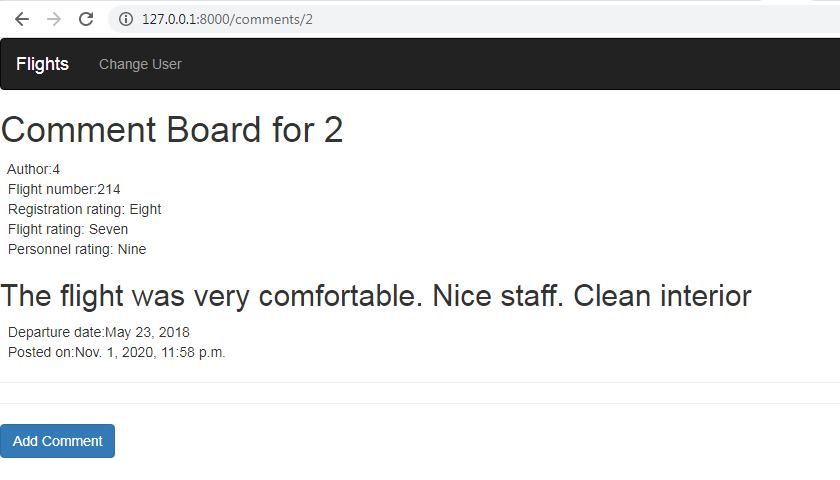 127.0.0.1:8000/comments/2
Flights Change User
Comment Board for 2
Author:4
Flight number:214
Registration rating: Eight
Flight rating: Seven
Personnel rating: Nine
The flight was very comfortable. Nice staff. Clean interior
Departure date:May 23, 2018
Posted on:Nov. 1, 2020, 11:58 p.m.
Add Comment